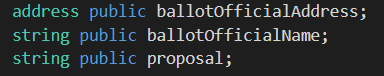 address public ballotOfficialAddress;
string public ballotOfficialName;
string public proposal;